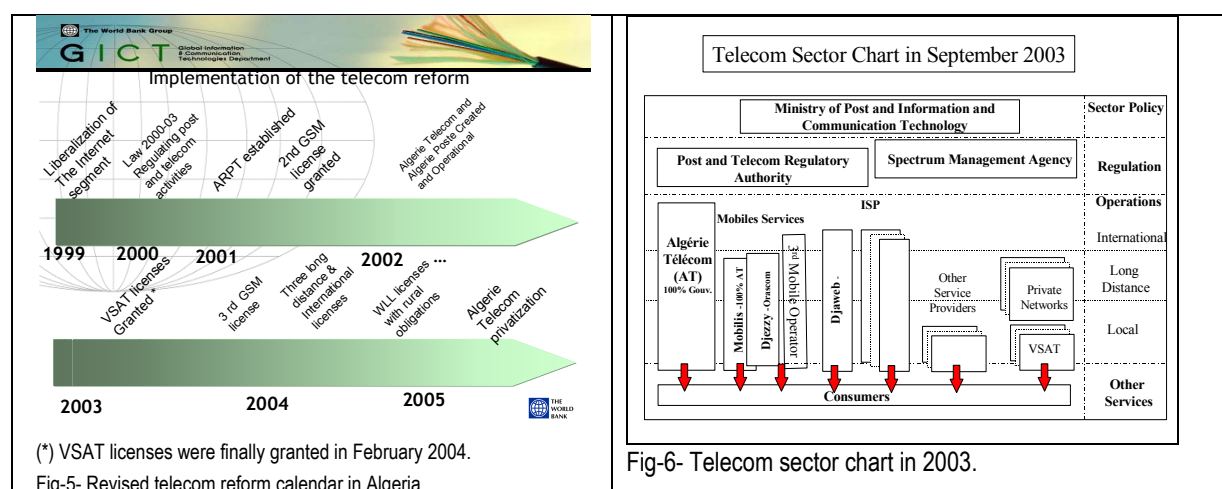 The World Bank Group
GICT
Global Information
& Communication
Technologies Department
Implementation of the telecom reform
Liberalization of
The Internet
segment
Law 2000-03
Regulating post
and telecom
activities
ARPT established
2nd GSM
license
granted
Algerie Telecom and
Algerie Poste Created
and Operational
1999
2000
2001
2002 ...
VSAT licenses
Granted *
3 rd GSM
license
Three long
distance &
International
licenses
WLL licenses
with rural
obligations
Algerie
Telecom
privatization
2003
2004
2005
THE
WORLD
BANK
(*) VSAT licenses were finally granted in February 2004.
Fig-5- Revised telecom reform calendar in Algeria
Telecom Sector Chart in September 2003
Ministry of Post and Information and
Communication Technology
Sector Policy
Post and Telecom Regulatory
Authority
Spectrum Management Agency
Regulation
Operations
ISP
Mobiles Services
International
Algérie
Télécom
(AT)
100% Gouv.
Mobilis -100% AT
Djezzy -Orascom
3rd Mobile Operator
Djaweb -
Other
Service
Providers
Private
Networks
Long
Distance
VSAT
Local
Consumers
Other
Services
Fig-6- Telecom sector chart in 2003.